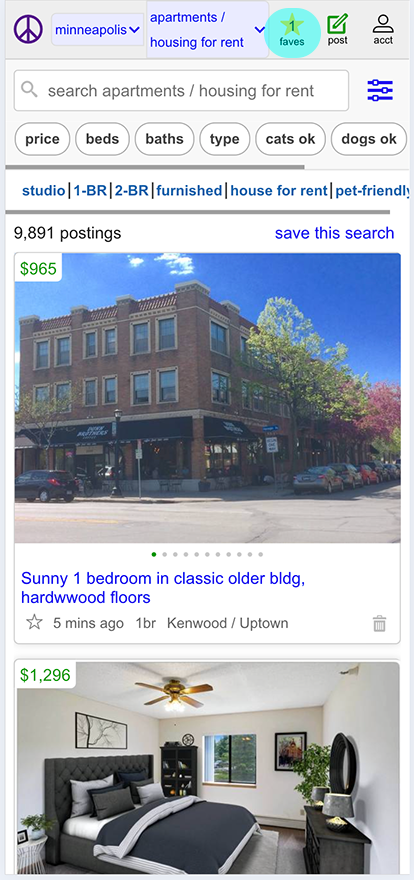 minneapolis
apartments /
housing for rent
1
faves
post
acct
search apartments / housing for rent
price
beds
baths
type
cats ok
dogs ok
studio|1-BR|2-BR|furnished|house for rent|pet-friendly
9,891 postings
save this search
$965
DUNN
BROTHERS
COFFEE
Sunny 1 bedroom in classic older bldg,
hardwwood floors
5 mins ago 1br Kenwood / Uptown
$1,296